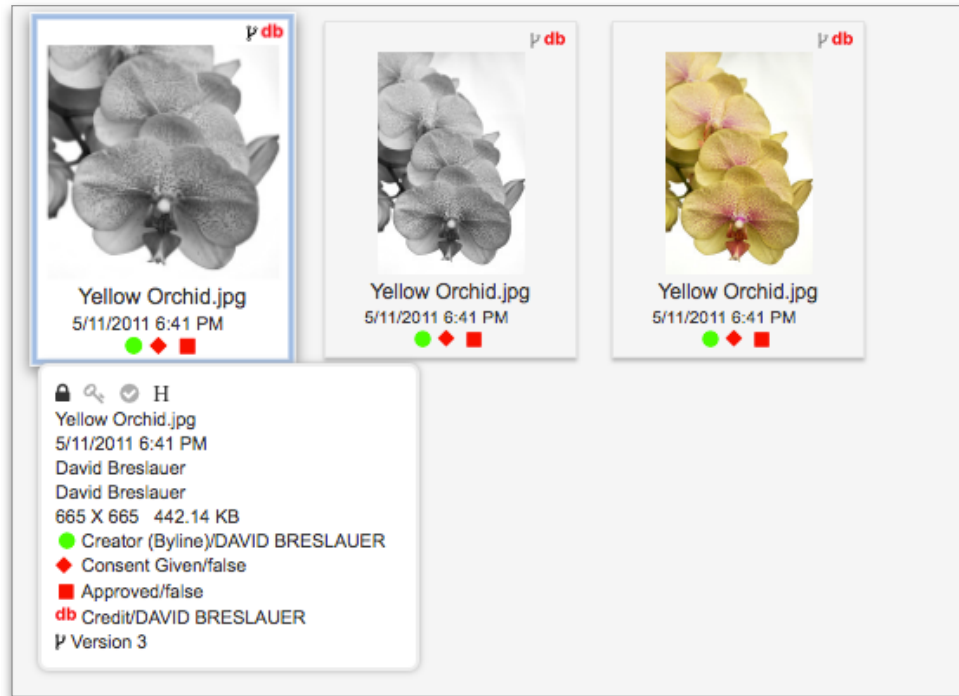 db
Yellow Orchid.jpg
5/11/2011 6:41 PM
db
Yellow Orchid.jpg
5/11/2011 6:41 PM
db
Yellow Orchid.jpg
5/11/2011 6:41 PM
H
Yellow Orchid.jpg
5/11/2011 6:41 PM
David Breslauer
David Breslauer
665 X 665 442.14 KB
Creator (Byline)/DAVID BRESLAUER
Consent Given/false
Approved/false
db Credit/DAVID BRESLAUER
Version 3